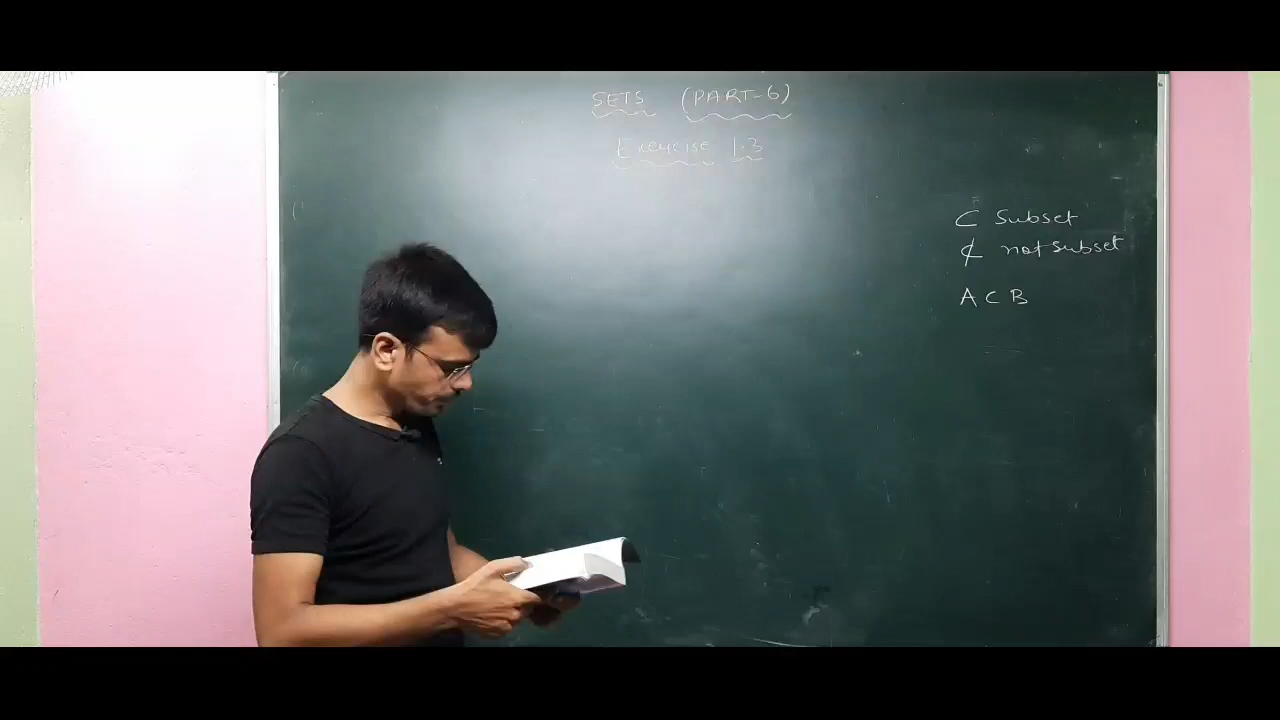 SETS (PART-6)
Exercise 1.3
⊂ Subset
⊄ not subset
A ⊂ B